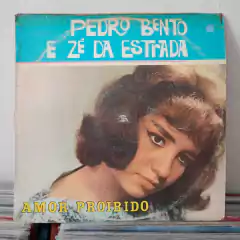 PEDRO BENTO
E ZÉ DA ESTRADA
AMOR PROIBIDO